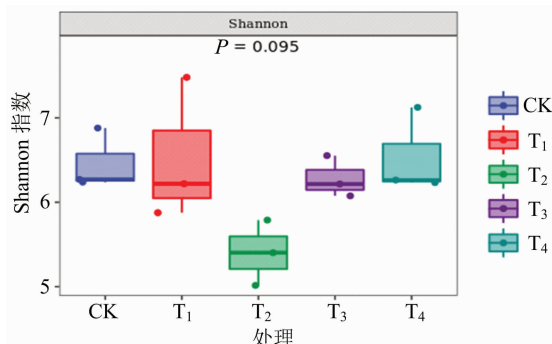 Shannon
P = 0.095
Shannon 指数
7
6
5
CK
T₁
T₂
T₃
T₄
处理
CK
T₁
T₂
T₃
T₄